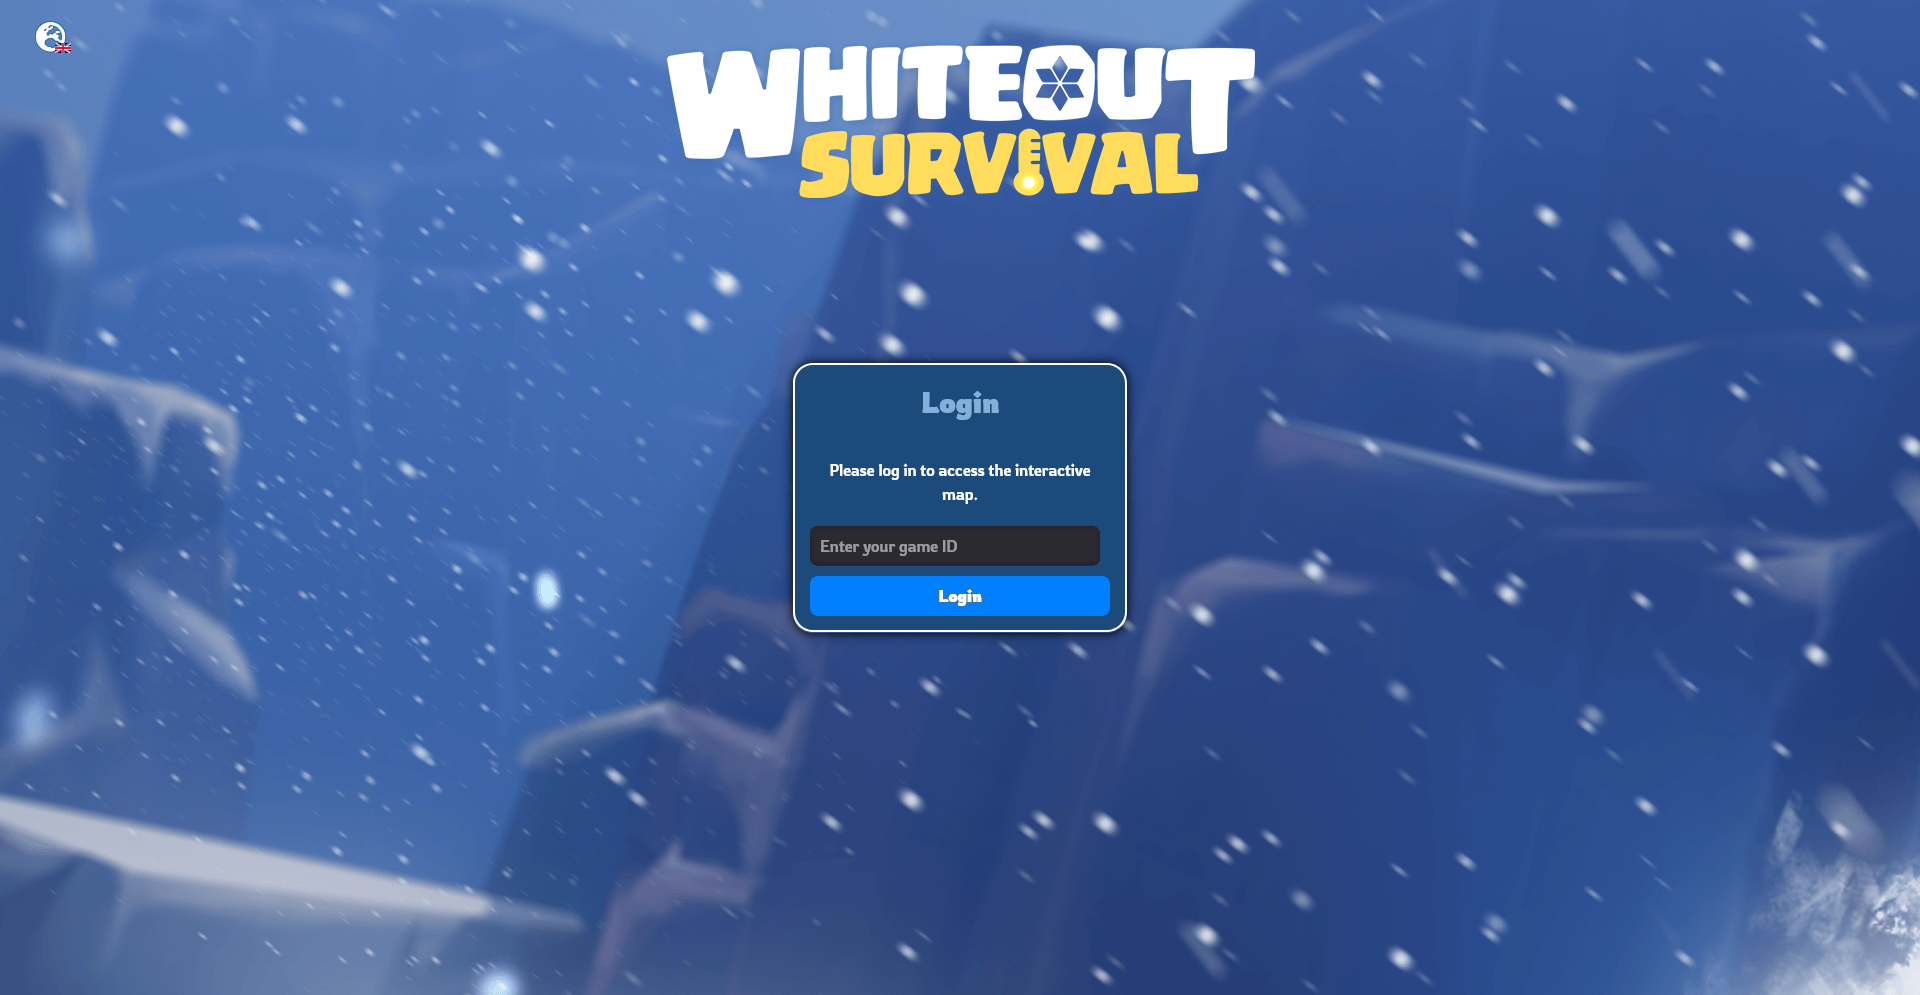 WHITEOUT
SURVIVAL
Login
Please log in to access the interactive
map.
Enter your game ID
Login